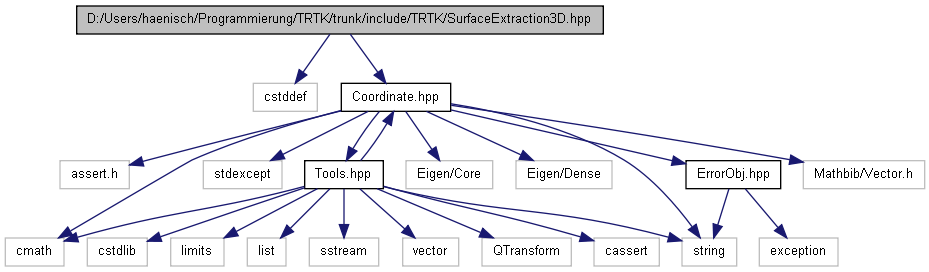 D:/Users/haenisch/Programmierung/TRTK/trunk/include/TRTK/SurfaceExtraction3D.hpp
cstddef
Coordinate.hpp
assert.h
stdexcept
Tools.hpp
Eigen/Core
Eigen/Dense
ErrorObj.hpp
Mathbib/Vector.h
cmath
cstdlib
limits
list
sstream
vector
QTransform
cassert
string
exception